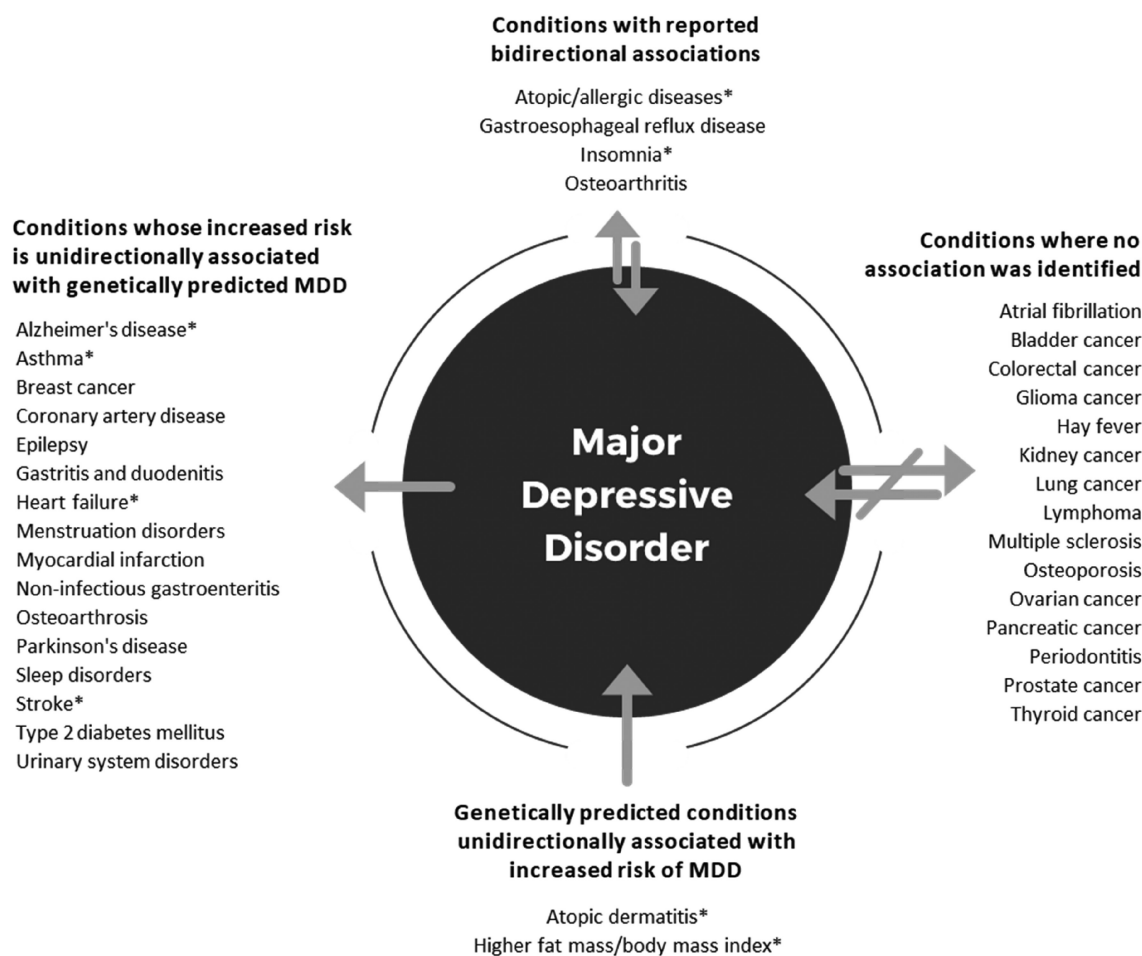 Conditions with reported
bidirectional associations
Atopic/allergic diseases*
Gastroesophageal reflux disease
Insomnia*
Osteoarthritis
Conditions whose increased risk
is unidirectionally associated
with genetically predicted MDD
Alzheimer's disease*
Asthma*
Breast cancer
Coronary artery disease
Epilepsy
Gastritis and duodenitis
Heart failure*
Menstruation disorders
Myocardial infarction
Non-infectious gastroenteritis
Osteoarthrosis
Parkinson's disease
Sleep disorders
Stroke*
Type 2 diabetes mellitus
Urinary system disorders
Major
Depressive
Disorder
Conditions where no
association was identified
Atrial fibrillation
Bladder cancer
Colorectal cancer
Glioma cancer
Hay fever
Kidney cancer
Lung cancer
Lymphoma
Multiple sclerosis
Osteoporosis
Ovarian cancer
Pancreatic cancer
Periodontitis
Prostate cancer
Thyroid cancer
Genetically predicted conditions
unidirectionally associated with
increased risk of MDD
Atopic dermatitis*
Higher fat mass/body mass index*